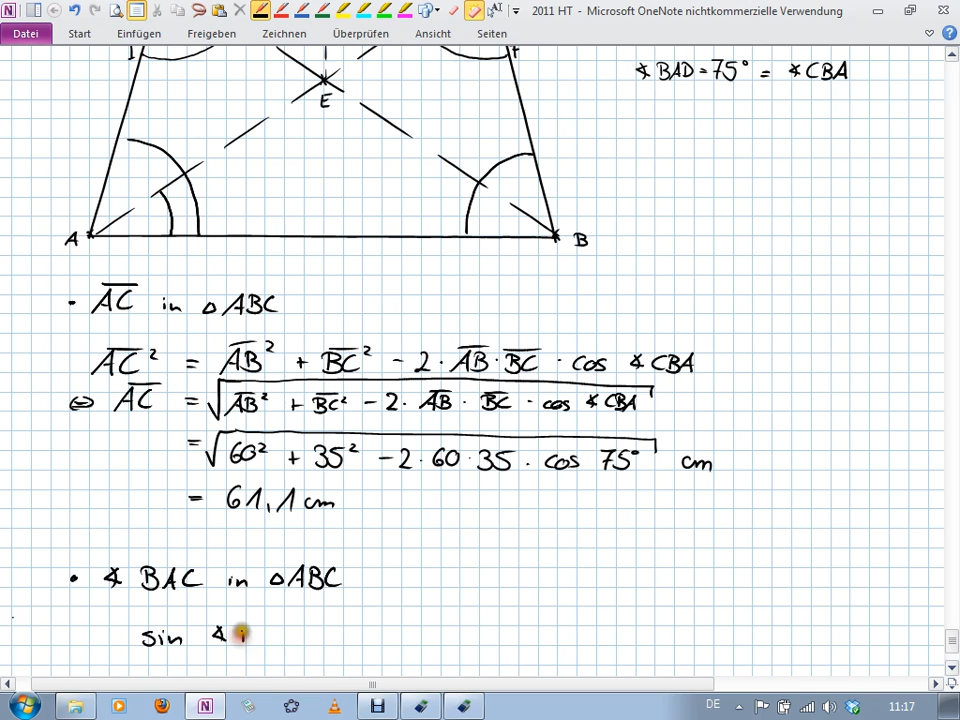 2011 HT - Microsoft OneNote nichtkommerzielle Verwendung
Datei Start Einfügen Freigeben Zeichnen Überprüfen Ansicht Seiten
∢ BAD = 75° = ∢ CBA
E
A B
• AC in △ ABC
AC² = AB² + BC² - 2 · AB · BC · cos ∢ CBA
⇔ AC = √AB² + BC² - 2 · AB · BC · cos ∢ CBA
= √60² + 35² - 2 · 60 · 35 · cos 75° cm
= 61,1 cm
• ∢ BAC in △ ABC
sin ∢
DE 11:17